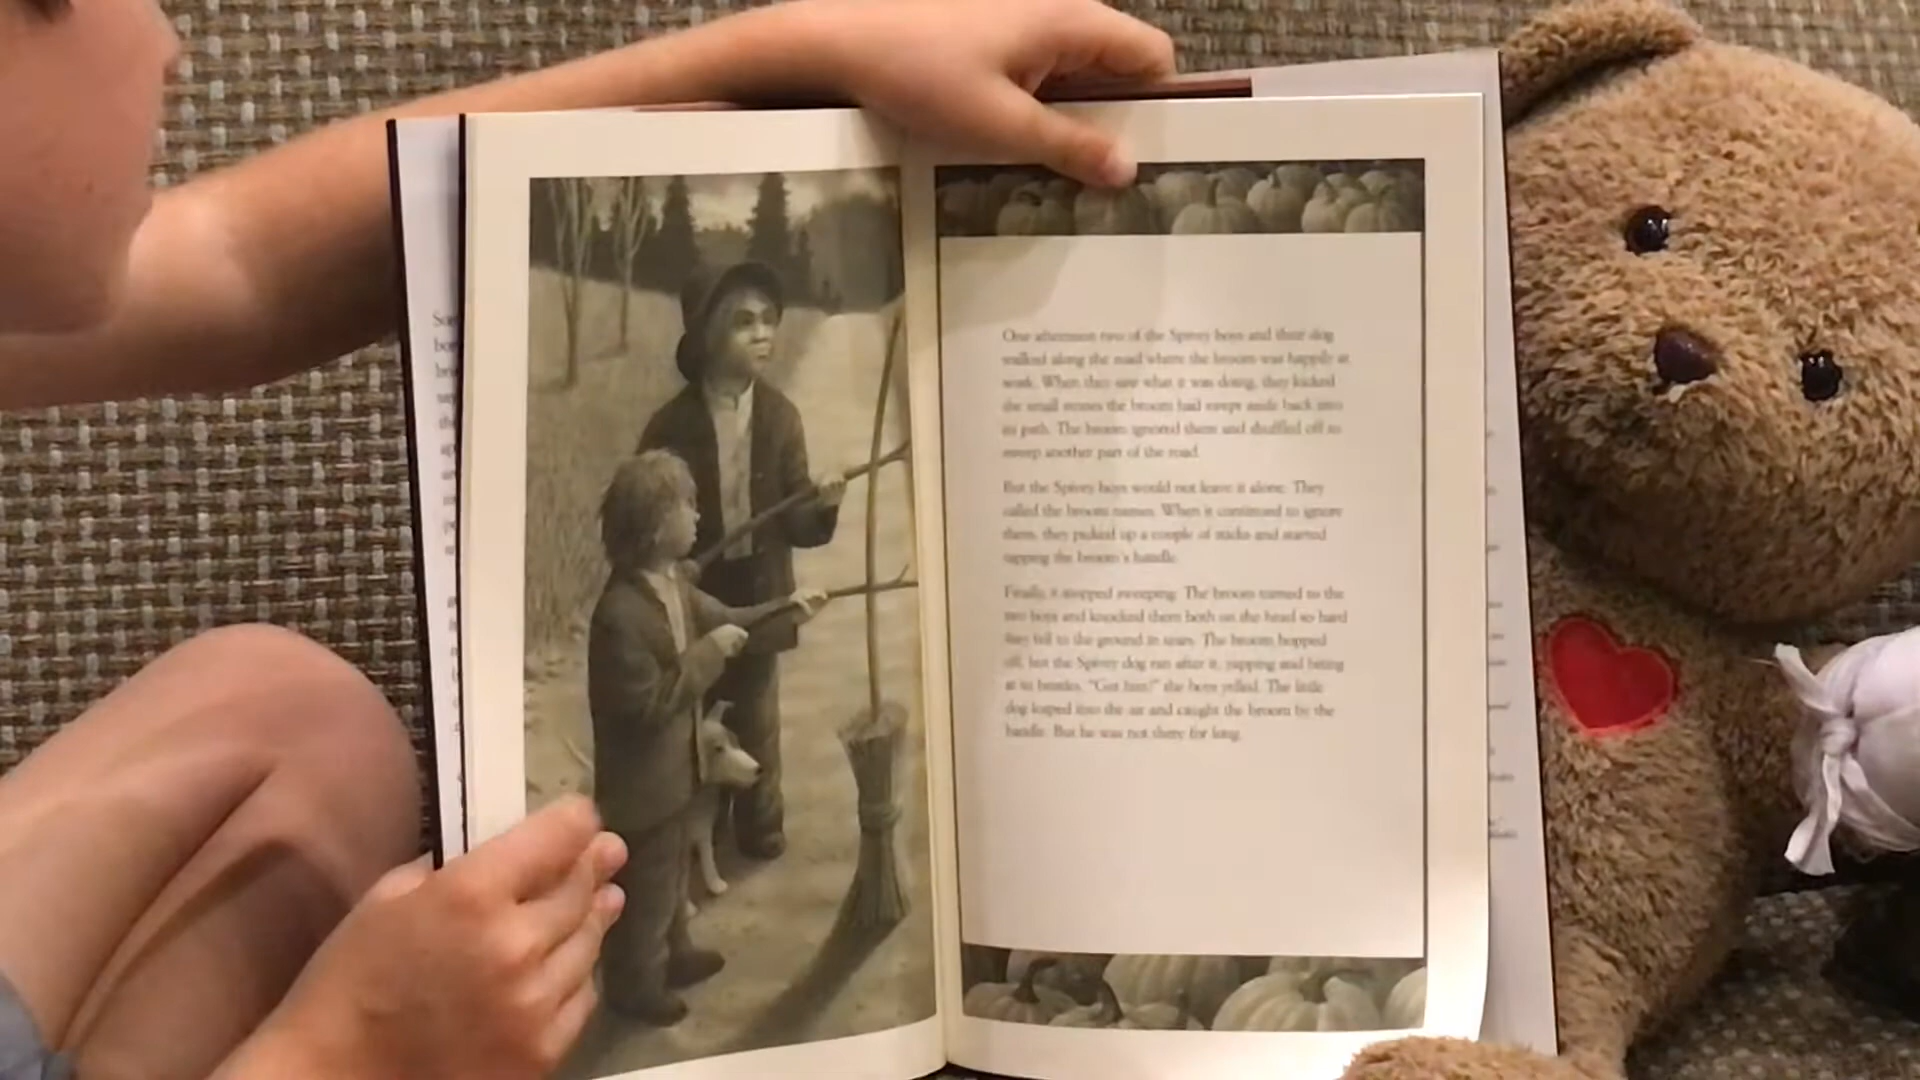 One afternoon two of the Spivey boys and their dog
walked along the road where the broom was happily at
work. When they saw what it was doing, they kicked
the small stones the broom had swept aside back into
its path. The broom ignored them and shuffled off to
sweep another part of the road.
But the Spivey boys would not leave it alone. They
called the broom names. When it continued to ignore
them, they picked up a couple of sticks and started
tapping the broom's handle.
Finally, it stopped sweeping. The broom turned to the
two boys and knocked them both on the head so hard
they fell to the ground in tears. The broom hopped
off, but the Spivey dog ran after it, yapping and biting
at its bristles. "Get him!" the boys yelled. The little
dog leaped into the air and caught the broom by the
handle. But he was not there for long.